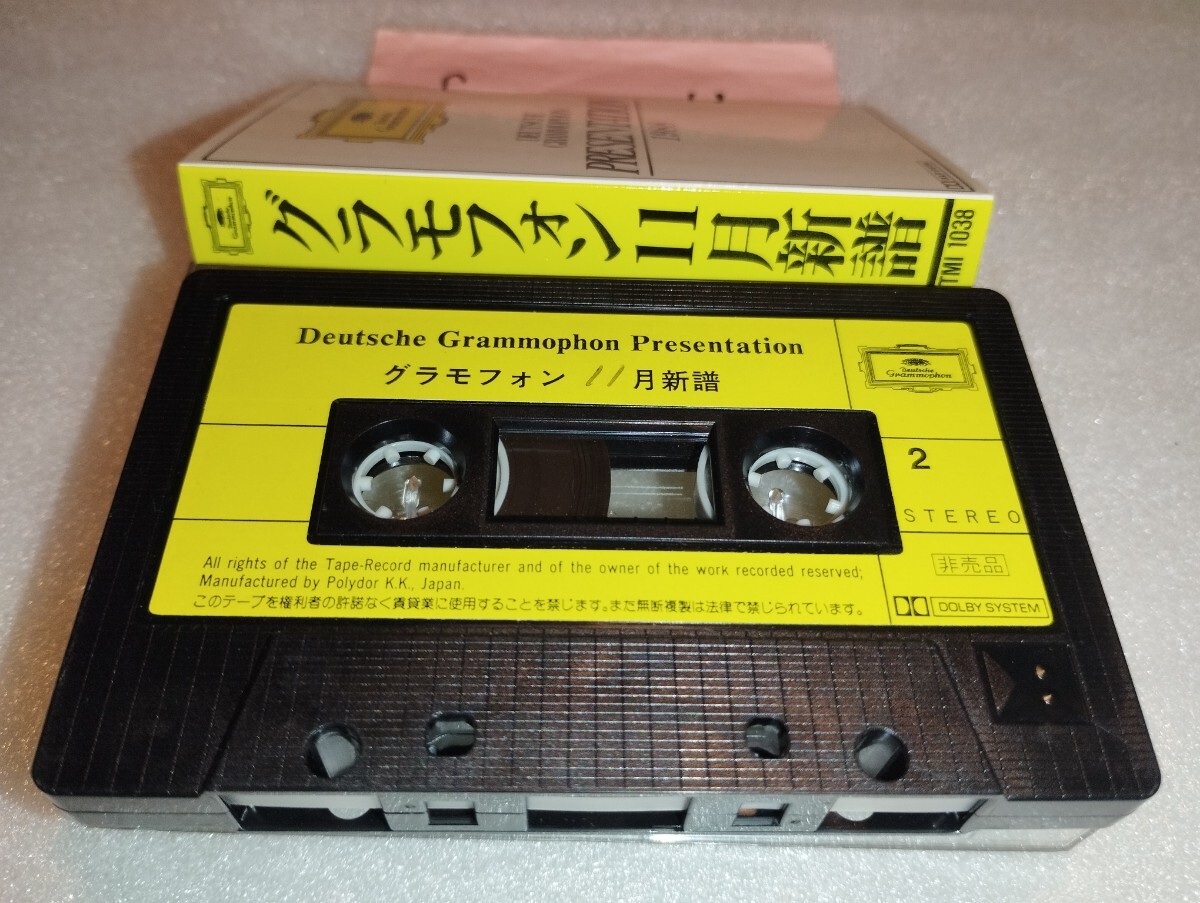 DEUTSCHE
GRAMMOPHON
PRESENTATION
グラモフォン11月新譜
TMI 1038
Deutsche Grammophon Presentation
グラモフォン 11月新譜
Deutsche
Grammophon
2
STEREO
All rights of the Tape-Record manufacturer and of the owner of the work recorded reserved;
Manufactured by Polydor K.K., Japan.
このテープを権利者の許諾なく賃貸業に使用することを禁じます。また無断複製は法律で禁じられています。
非売品
DOLBY SYSTEM